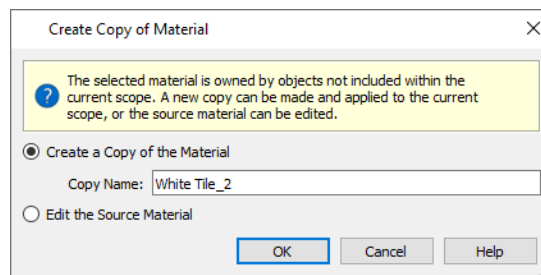 Create Copy of Material
The selected material is owned by objects not included within the
current scope. A new copy can be made and applied to the current
scope, or the source material can be edited.
Create a Copy of the Material
Copy Name: White Tile_2
Edit the Source Material
OK Cancel Help